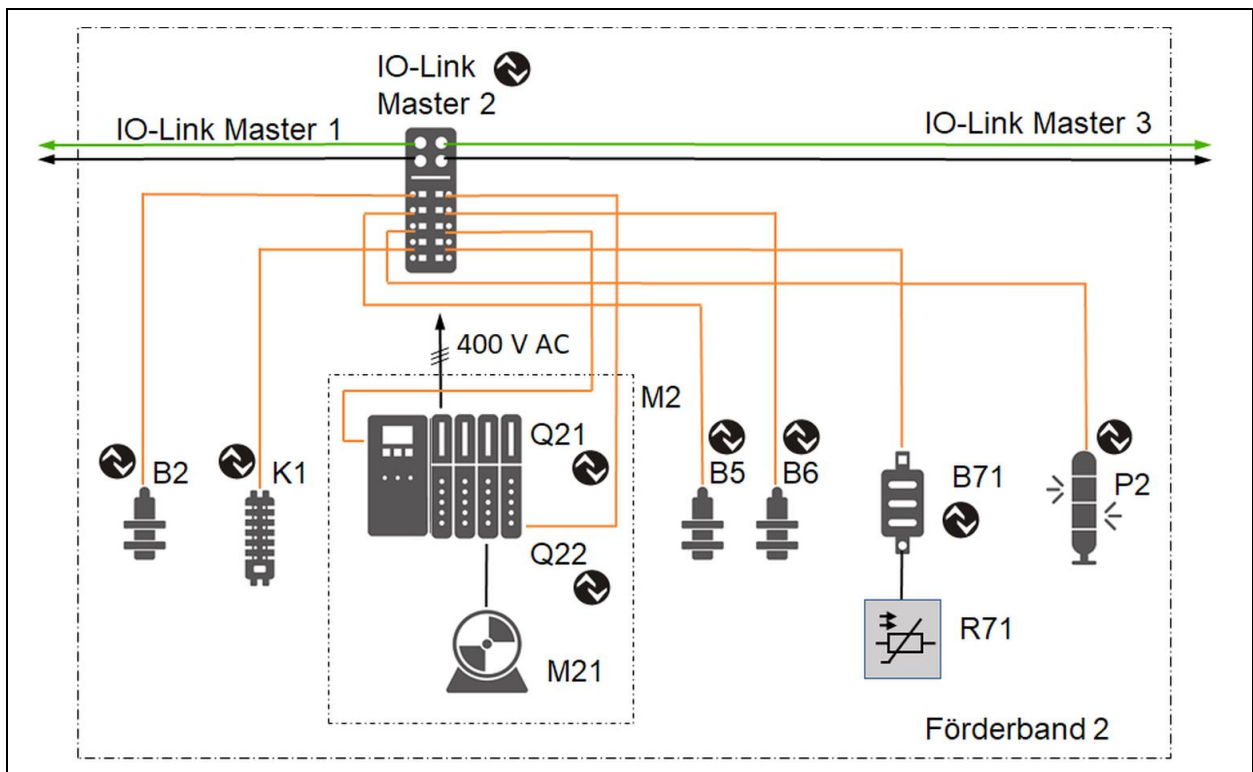 IO-Link
Master 2
IO-Link Master 1
IO-Link Master 3
400 V AC
M2
Q21
B2
K1
B5
B6
B71
P2
Q22
R71
M21
Förderband 2